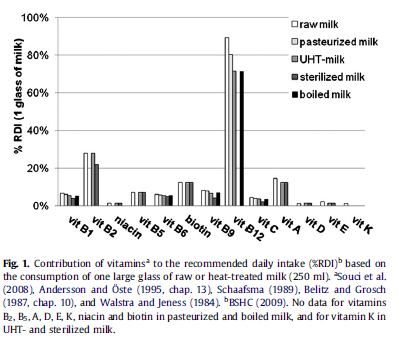 % RDI (1 glass of milk)
100%
80%
60%
40%
20%
0%
raw milk
pasteurized milk
UHT-milk
sterilized milk
boiled milk
vit B1
vit B2
niacin
vit B5
vit B6
biotin
vit B9
vit B12
vit C
vit A
vit D
vit E
vit K
Fig. 1. Contribution of vitaminsᵃ to the recommended daily intake (%RDI)ᵇ based on
the consumption of one large glass of raw or heat-treated milk (250 ml). ᵃSouci et al.
(2008), Andersson and Öste (1995, chap. 13), Schaafsma (1989), Belitz and Grosch
(1987, chap. 10), and Walstra and Jeness (1984). ᵇBSHC (2009). No data for vitamins
B₂, B₅, A, D, E, K, niacin and biotin in pasteurized and boiled milk, and for vitamin K in
UHT- and sterilized milk.